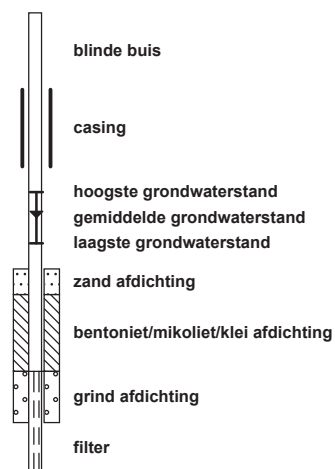 blinde buis
casing
hoogste grondwaterstand
gemiddelde grondwaterstand
laagste grondwaterstand
zand afdichting
bentoniet/mikoliet/klei afdichting
grind afdichting
filter